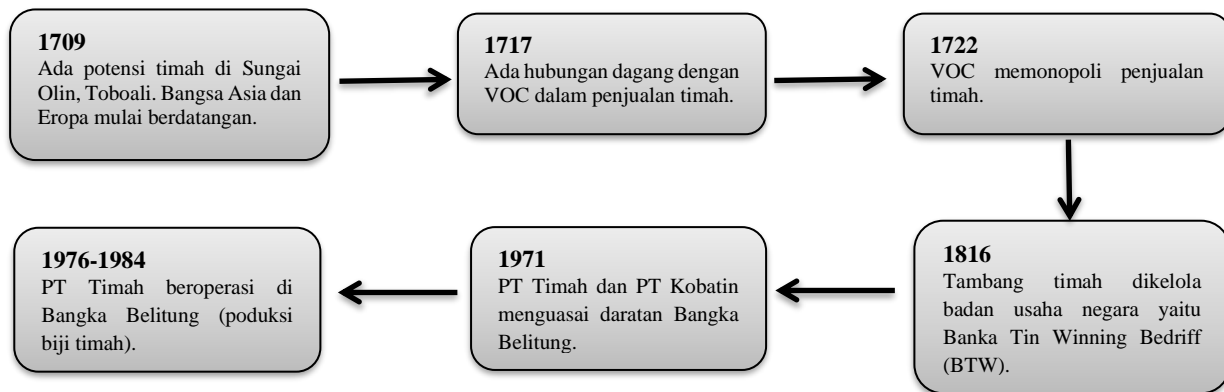 1709
Ada potensi timah di Sungai
Olin, Toboali. Bangsa Asia dan
Eropa mulai berdatangan.
1717
Ada hubungan dagang dengan
VOC dalam penjualan timah.
1722
VOC memonopoli penjualan
timah.
1816
Tambang timah dikelola
badan usaha negara yaitu
Banka Tin Winning Bedriff
(BTW).
1971
PT Timah dan PT Kobatin
menguasai daratan Bangka
Belitung.
1976-1984
PT Timah beroperasi di
Bangka Belitung (poduksi
biji timah).